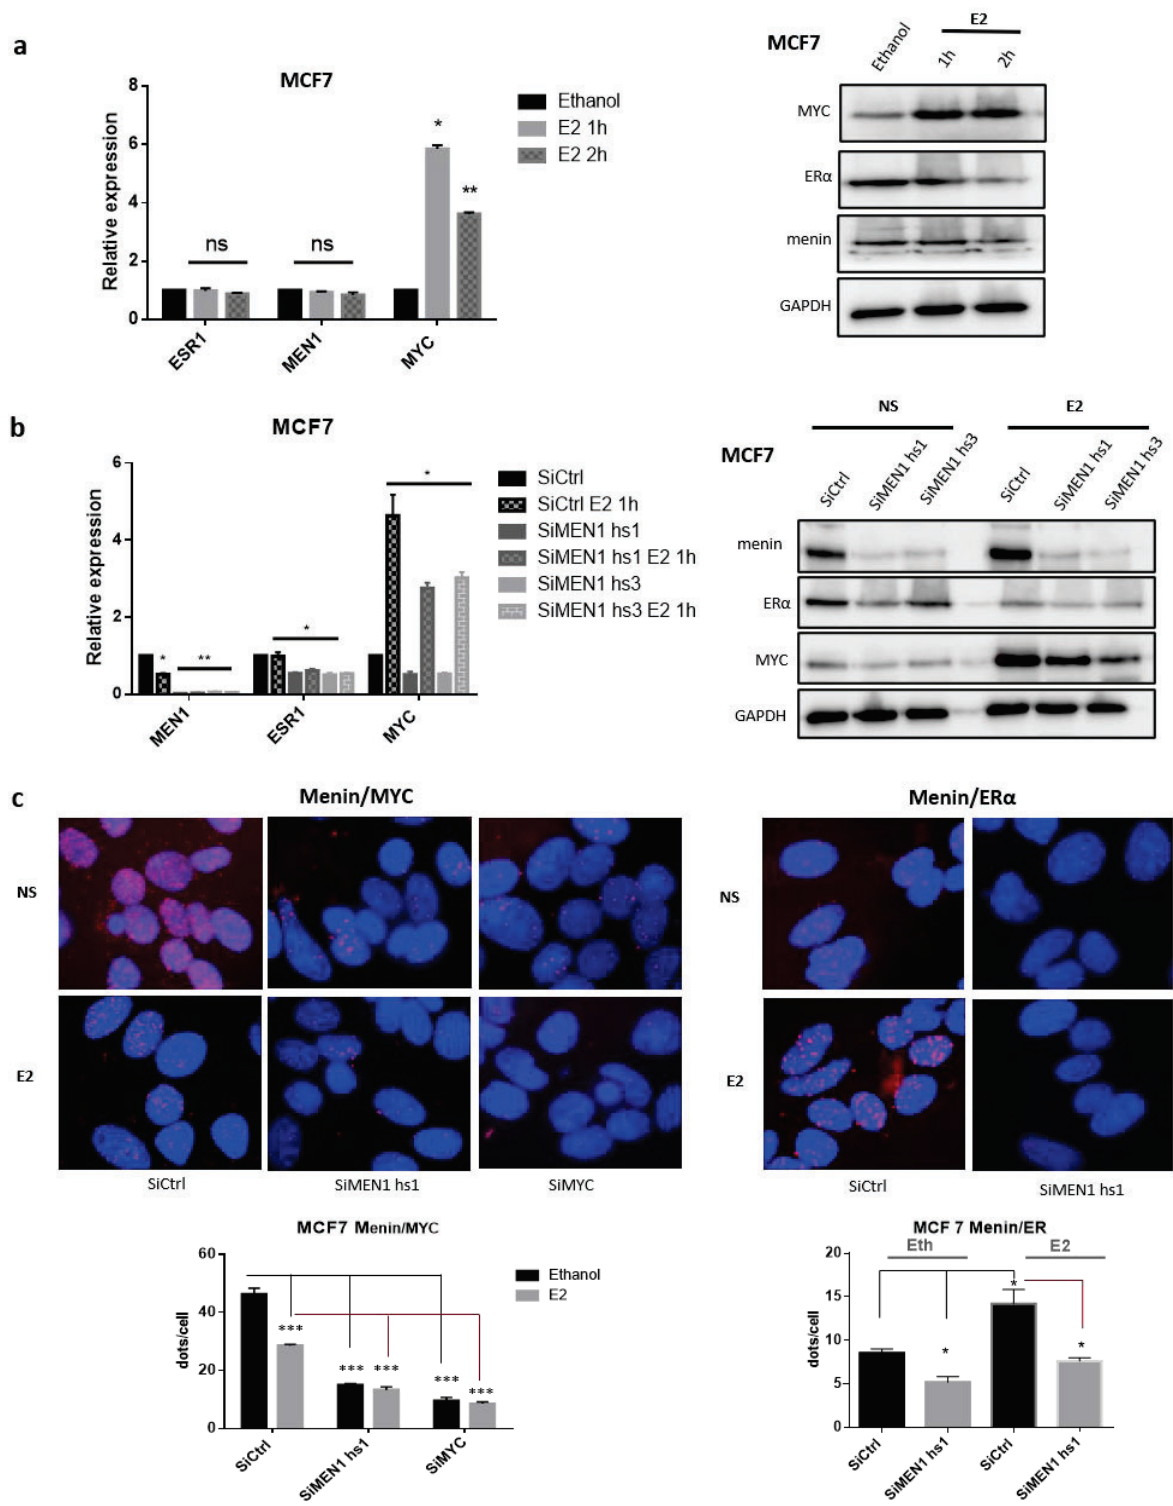 a
MCF7
Relative expression
8
6
4
2
0
ns
ns
*
**
ESR1
MEN1
MYC
Ethanol
E2 1h
E2 2h
MCF7
Ethanol
E2
1h
2h
MYC
ERα
menin
GAPDH
b
MCF7
Relative expression
6
4
2
0
*
**
*
*
MEN1
ESR1
MYC
SiCtrl
SiCtrl E2 1h
SiMEN1 hs1
SiMEN1 hs1 E2 1h
SiMEN1 hs3
SiMEN1 hs3 E2 1h
MCF7
NS
E2
SiCtrl
SiMEN1 hs1
SiMEN1 hs3
SiCtrl
SiMEN1 hs1
SiMEN1 hs3
menin
ERα
MYC
GAPDH
c
Menin/MYC
NS
E2
SiCtrl
SiMEN1 hs1
SiMYC
Menin/ERα
NS
E2
SiCtrl
SiMEN1 hs1
MCF7 Menin/MYC
dots/cell
60
40
20
0
***
***
***
***
***
SiCtrl
SiMEN1 hs1
SiMYC
Ethanol
E2
MCF 7 Menin/ER
Eth
E2
dots/cell
20
15
10
5
0
*
*
*
SiCtrl
SiMEN1 hs1
SiCtrl
SiMEN1 hs1